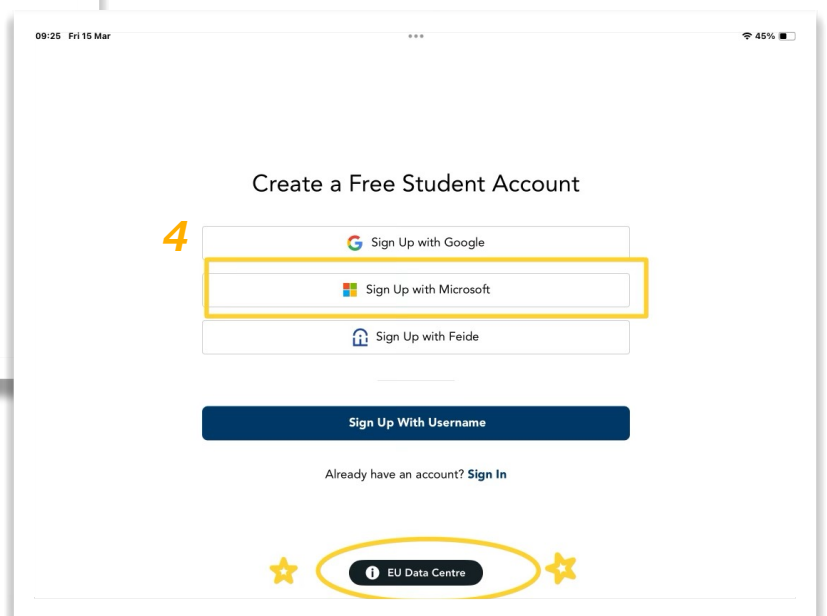 09:25 Fri 15 Mar
45%
Create a Free Student Account
4
Sign Up with Google
Sign Up with Microsoft
Sign Up with Feide
Sign Up With Username
Already have an account? Sign In
EU Data Centre